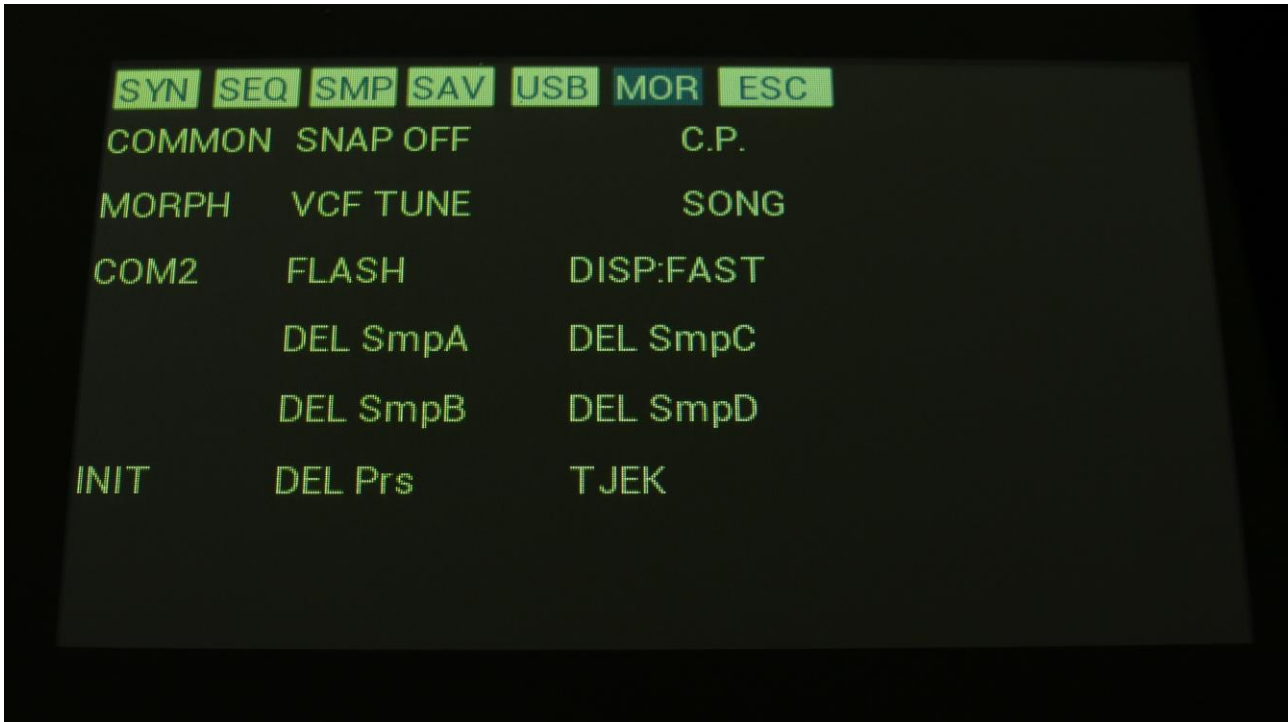 SYN SEQ SMP SAV USB MOR ESC
COMMON SNAP OFF C.P.
MORPH VCF TUNE SONG
COM2 FLASH DISP:FAST
DEL SmpA DEL SmpC
DEL SmpB DEL SmpD
INIT DEL Prs TJEK